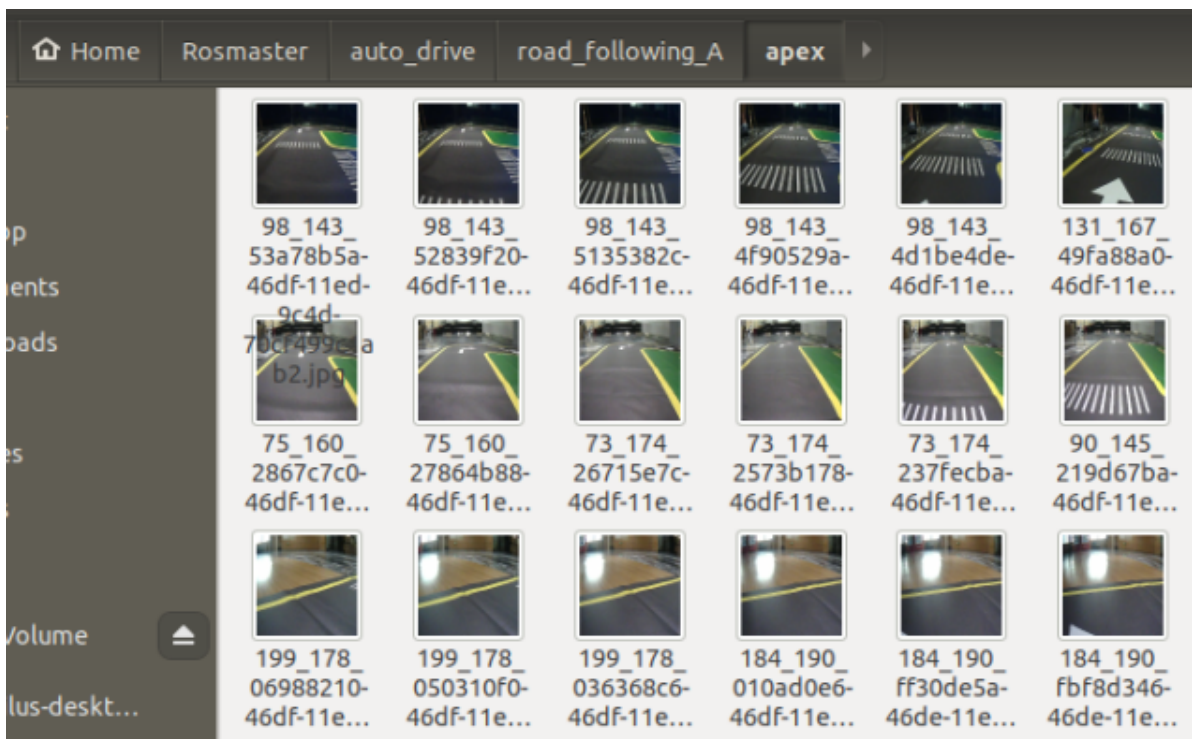 Home Rosmaster auto_drive road_following_A apex
98_143_ 98_143_ 98_143_ 98_143_ 98_143_ 131_167_
53a78b5a- 52839f20- 5135382c- 4f90529a- 4d1be4de- 49fa88a0-
46df-11ed- 46df-11e... 46df-11e... 46df-11e... 46df-11e... 46df-11e...
9c4d-
b2.jpg
75_160_ 75_160_ 73_174_ 73_174_ 73_174_ 90_145_
2867c7c0- 27864b88- 26715e7c- 2573b178- 237fecba- 219d67ba-
46df-11e... 46df-11e... 46df-11e... 46df-11e... 46df-11e... 46df-11e...
199_178_ 199_178_ 199_178_ 184_190_ 184_190_ 184_190_
06988210- 050310f0- 036368c6- 010ad0e6- ff30de5a- fbf8d346-
46df-11e... 46df-11e... 46df-11e... 46df-11e... 46de-11e... 46de-11e...
op
ents
oads
es
Volume
lus-deskt...